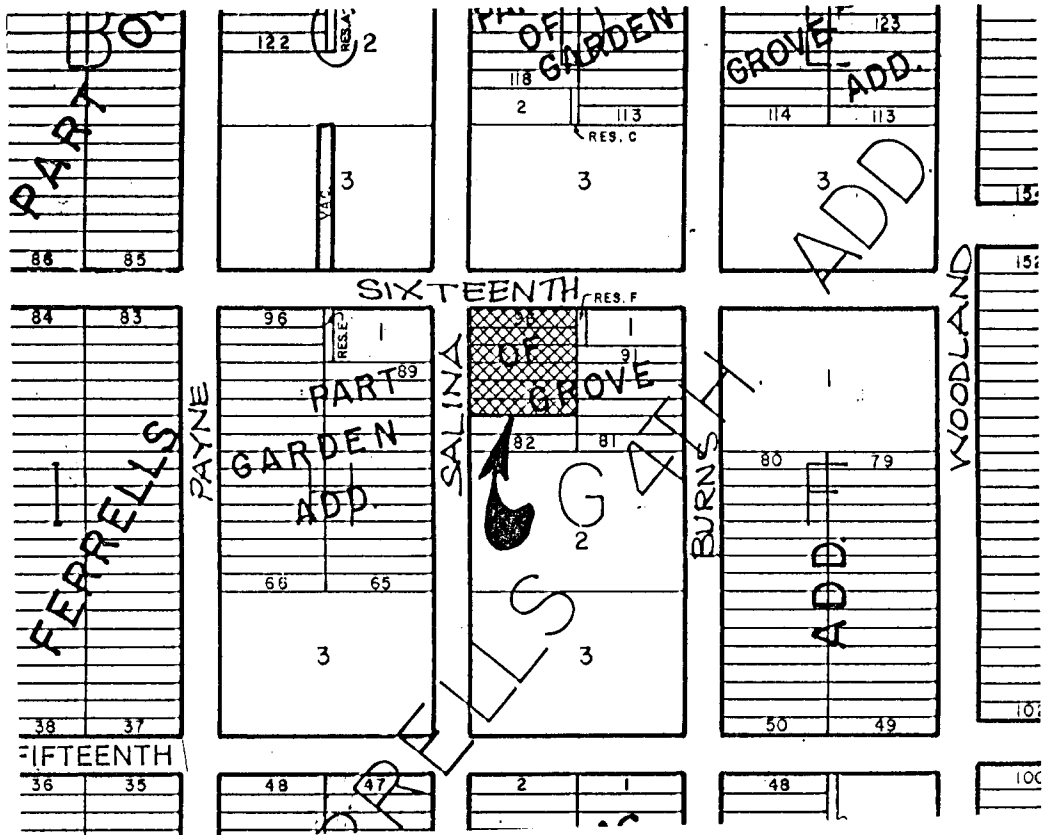 PART
86
85
122
RES. A
2
VAC.
3
OF
GARDEN
118
2
113
RES. C
3
GROVE
ADD.
123
114
113
3
ADD
152
SIXTEENTH
RES. F
84
83
38
37
FERRELLS
PAYNE
96
RES. E
1
89
PART
GARDEN
ADD.
66
65
3
SALINA
OF
GROVE
1
91
82
81
G
2
3
4TH
BURNS
1
80
79
ADD.
50
49
WOODLAND
FIFTEENTH
36
35
48
47
2
1
48
100